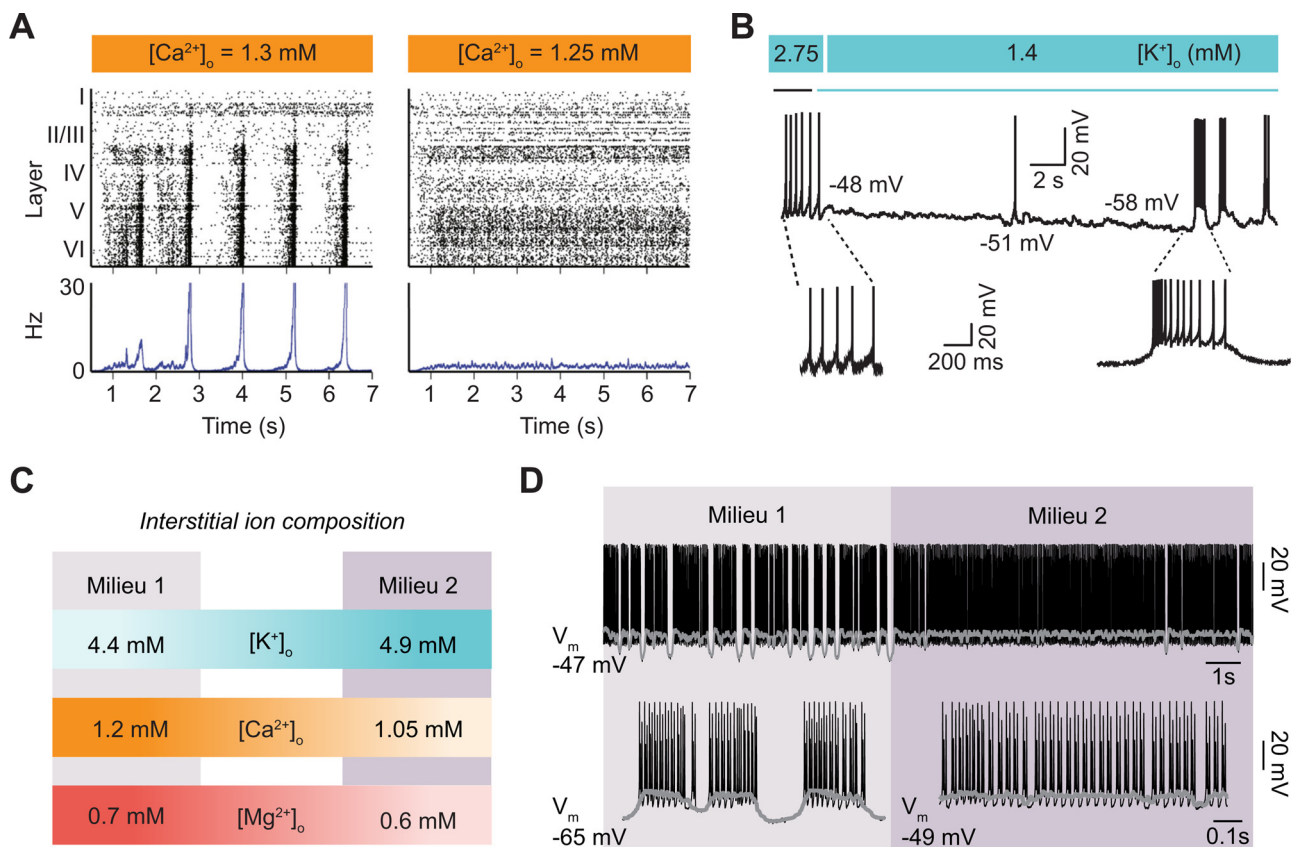 A
[Ca²⁺]ₒ = 1.3 mM
[Ca²⁺]ₒ = 1.25 mM
Layer
I
II/III
IV
V
VI
Hz
30
0
1 2 3 4 5 6 7
1 2 3 4 5 6 7
Time (s)
Time (s)
B
2.75
1.4
[K⁺]ₒ (mM)
-48 mV
2 s
20 mV
-58 mV
-51 mV
20 mV
200 ms
C
Interstitial ion composition
Milieu 1
Milieu 2
4.4 mM
[K⁺]ₒ
4.9 mM
1.2 mM
[Ca²⁺]ₒ
1.05 mM
0.7 mM
[Mg²⁺]ₒ
0.6 mM
D
Milieu 1
Milieu 2
20 mV
Vₘ
-47 mV
1s
20 mV
Vₘ
-65 mV
Vₘ
-49 mV
0.1s